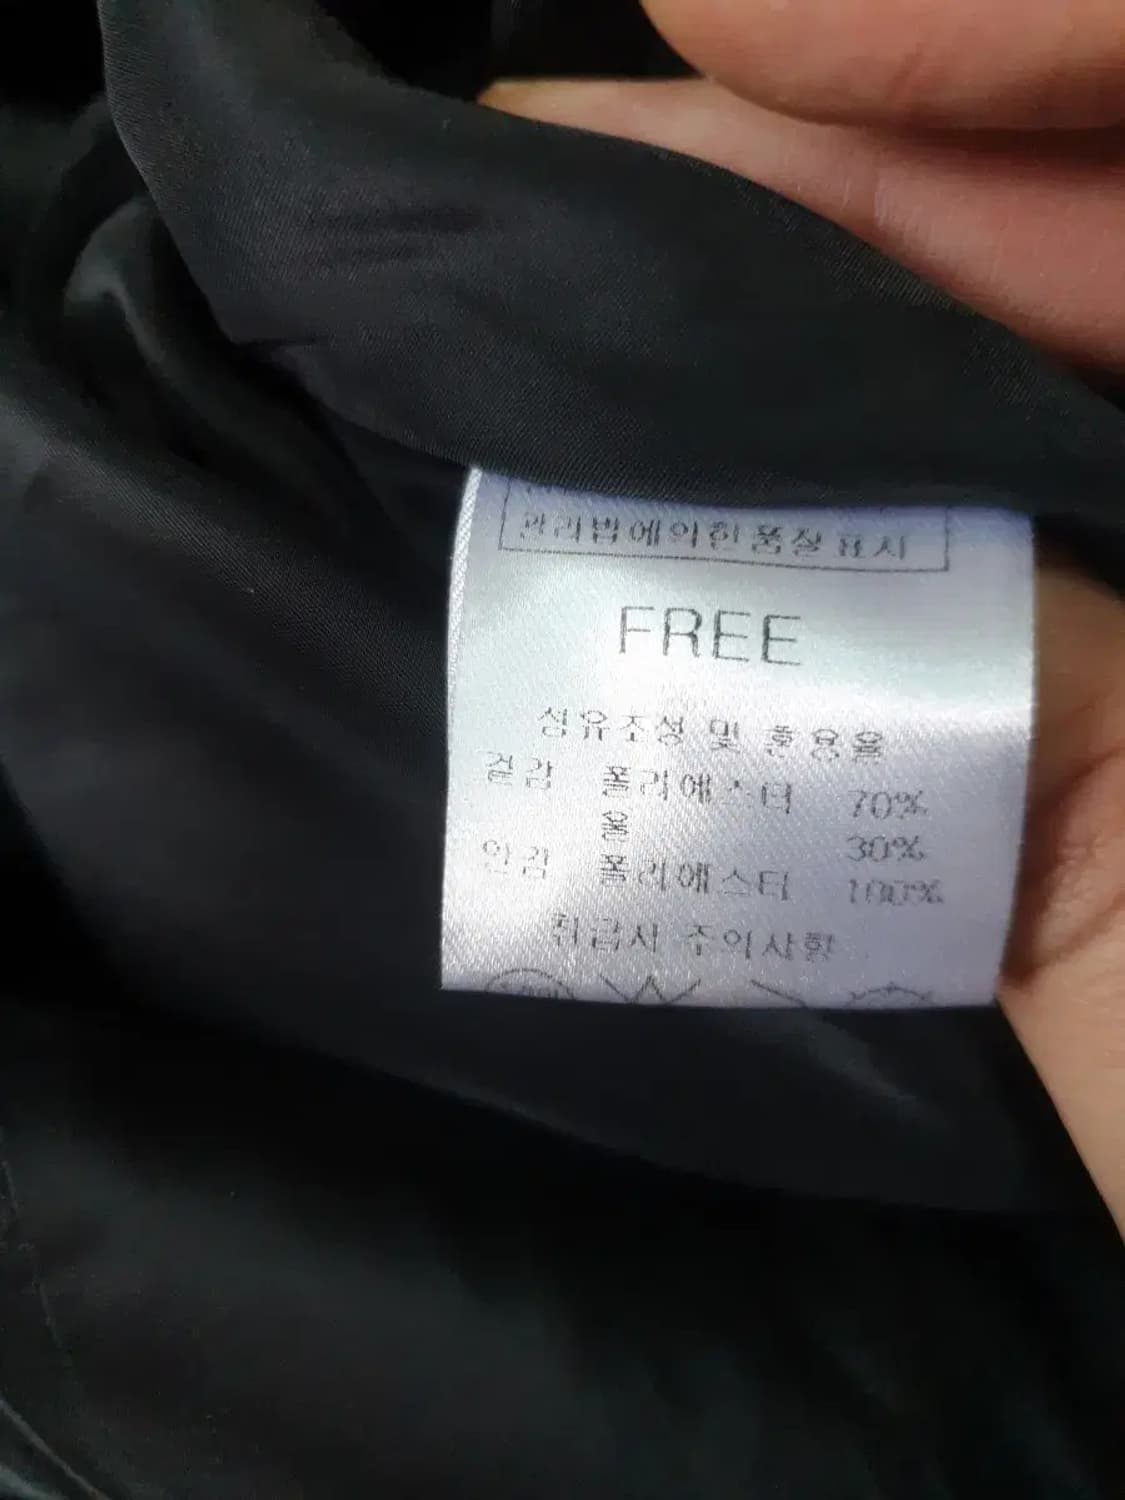 관리법에의한품질표시
FREE
섬유조성 및 혼용율
겉감 폴리에스터 70%
울 30%
안감 폴리에스터 100%
취급시 주의사항